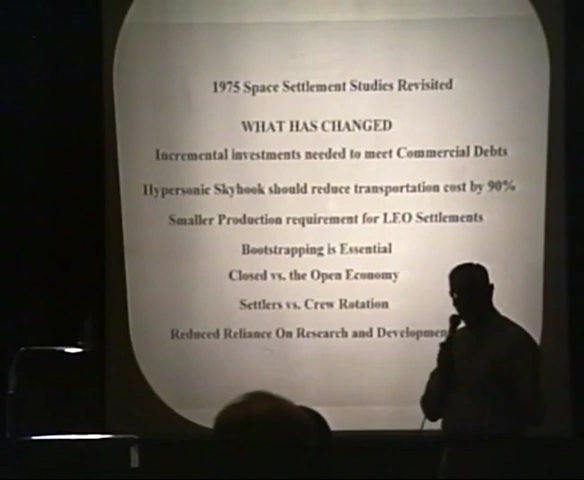 1975 Space Settlement Studies Revisited
WHAT HAS CHANGED
Incremental investments needed to meet Commercial Debts
Hypersonic Skyhook should reduce transportation cost by 90%
Smaller Production requirement for LEO Settlements
Bootstrapping is Essential
Closed vs. the Open Economy
Settlers vs. Crew Rotation
Reduced Reliance On Research and Developmen